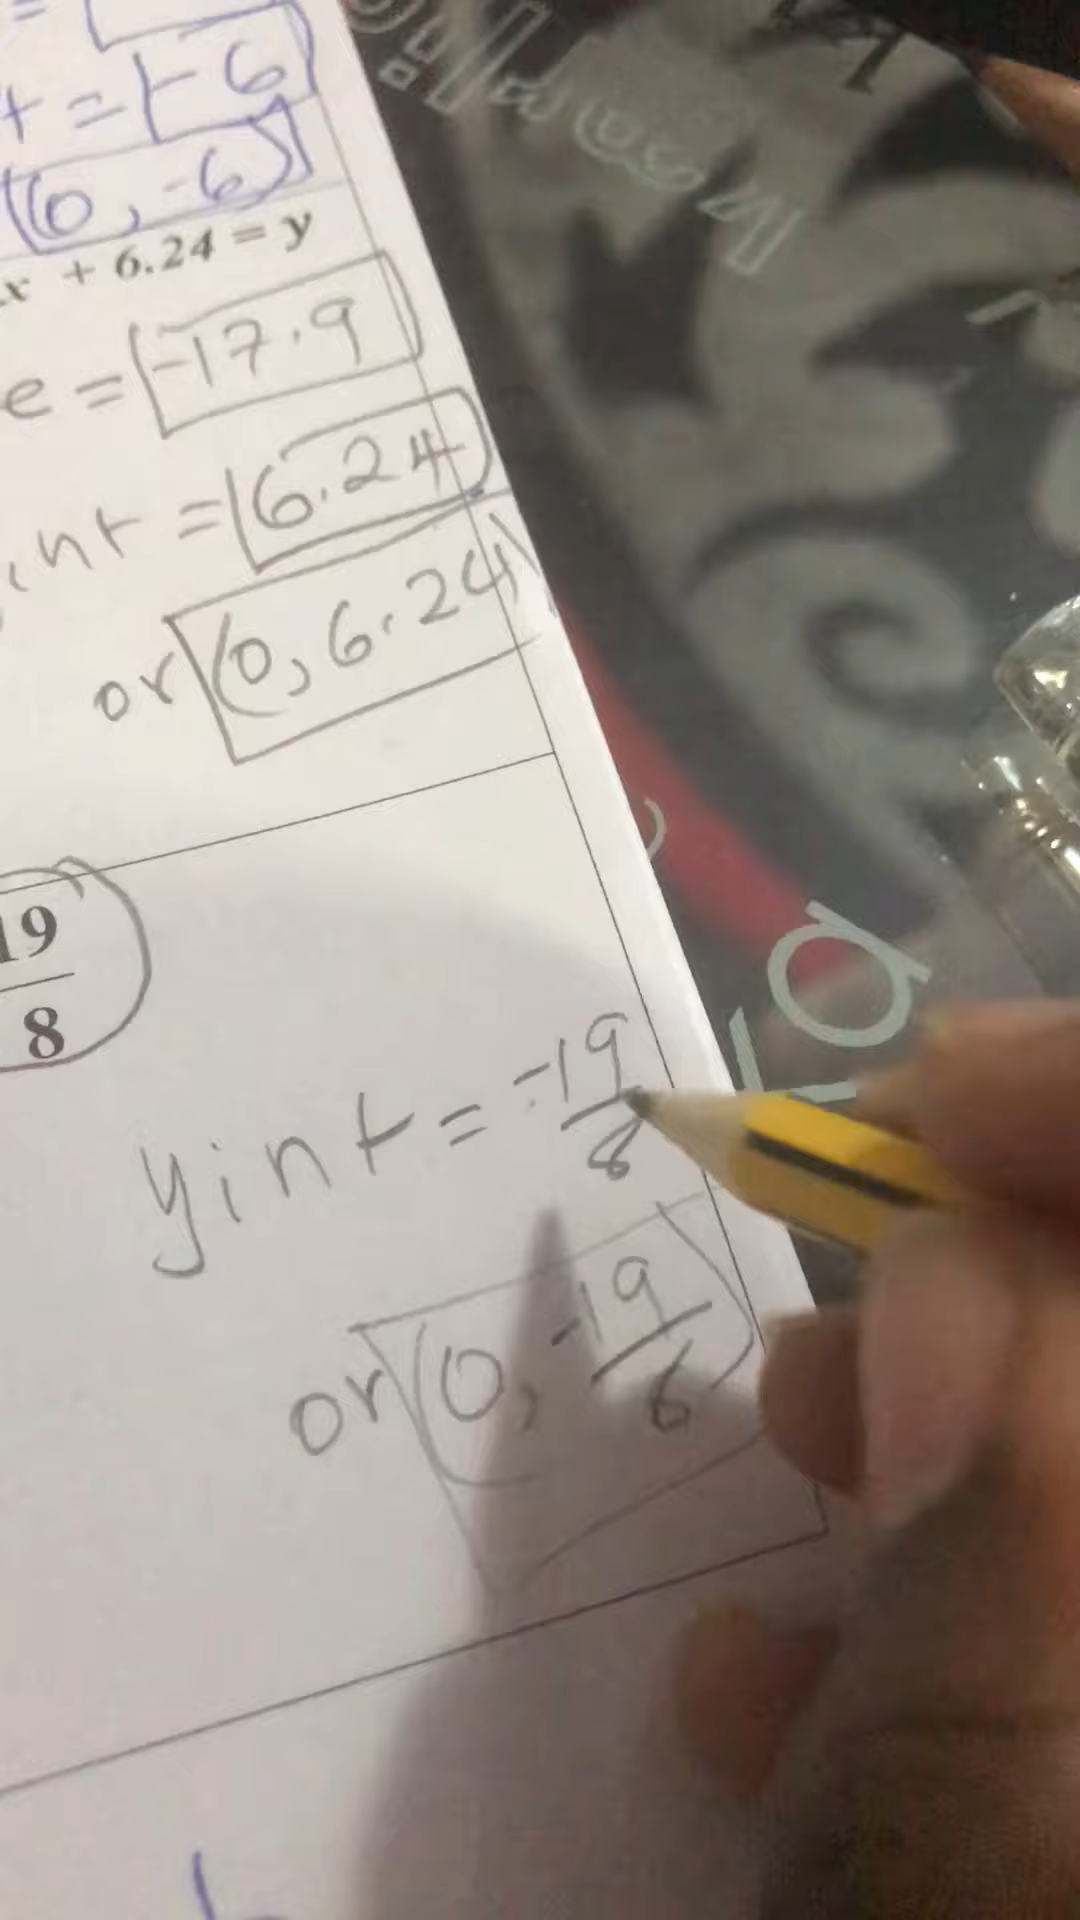 = 
t = -6
(0, -6)
x + 6.24 = y
e = -17.9
int = 6.24
or (0, 6.24)
19
8
yint = -19
8
or (0, -19
8)